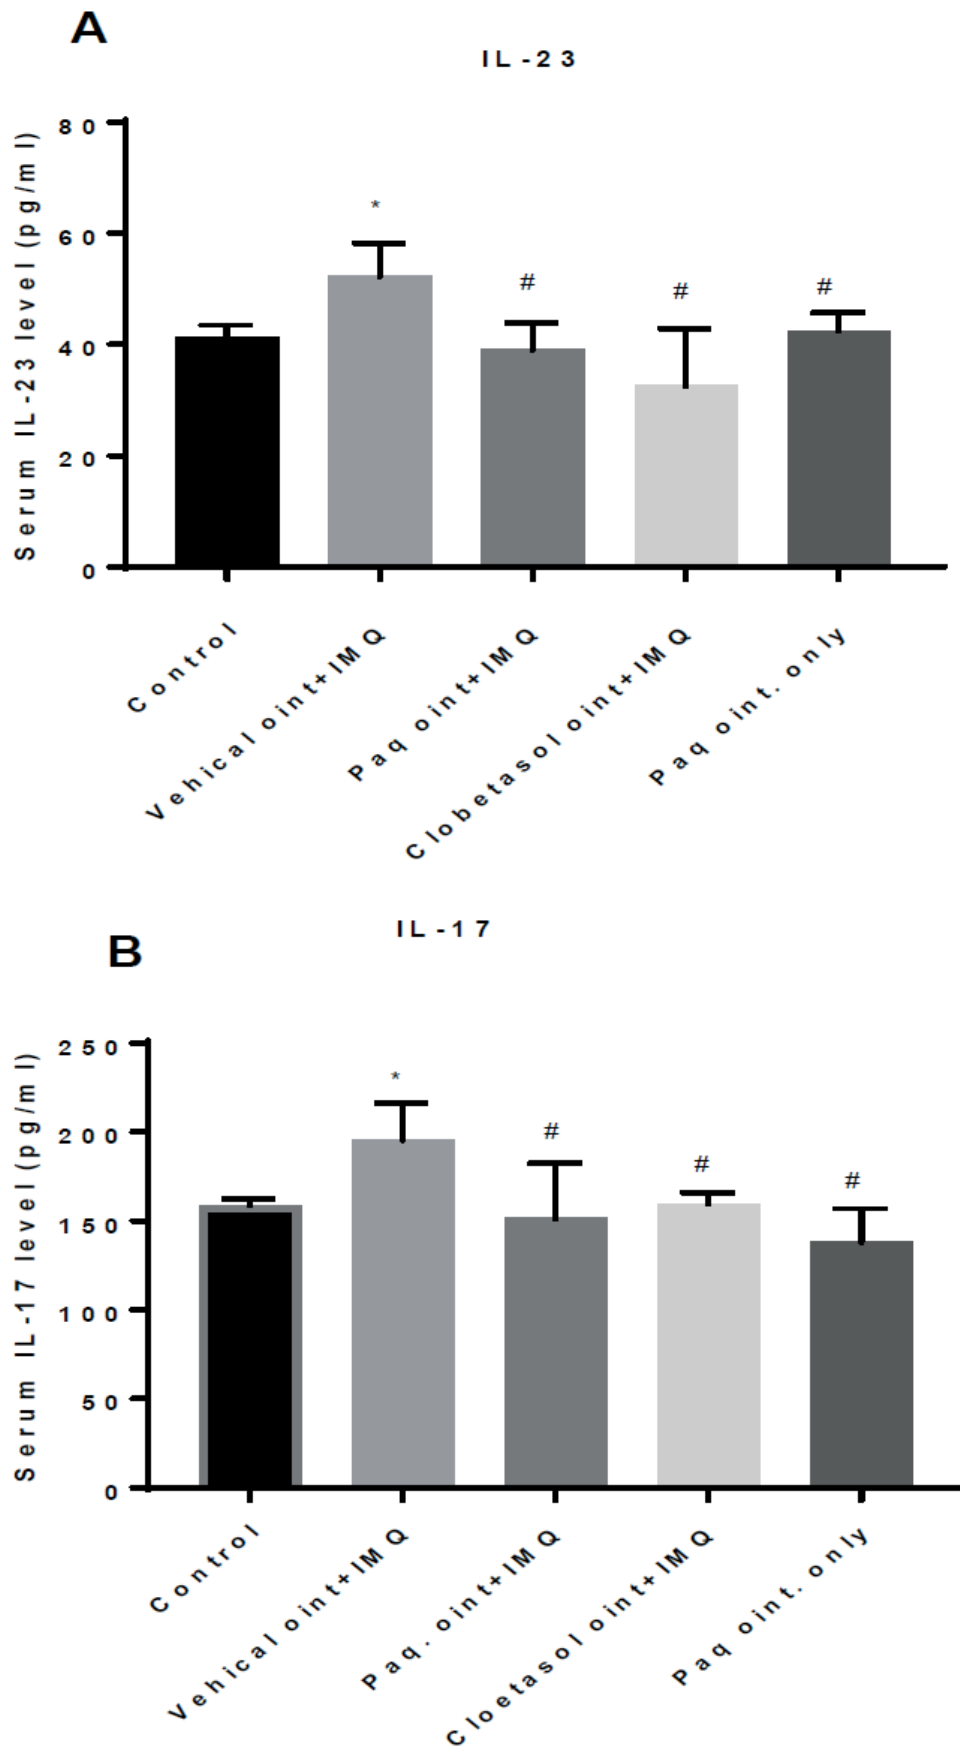 A
IL-23
Serum IL-23 level (pg/ml)
80
60
40
20
0
*
#
#
#
Control
Vehical oint+IMQ
Paq oint+IMQ
Clobetasol oint+IMQ
Paq oint. only
B
IL-17
Serum IL-17 level (pg/ml)
250
200
150
100
50
0
*
#
#
#
Control
Vehical oint+IMQ
Paq. oint+IMQ
Cloetasol oint+IMQ
Paq oint. only